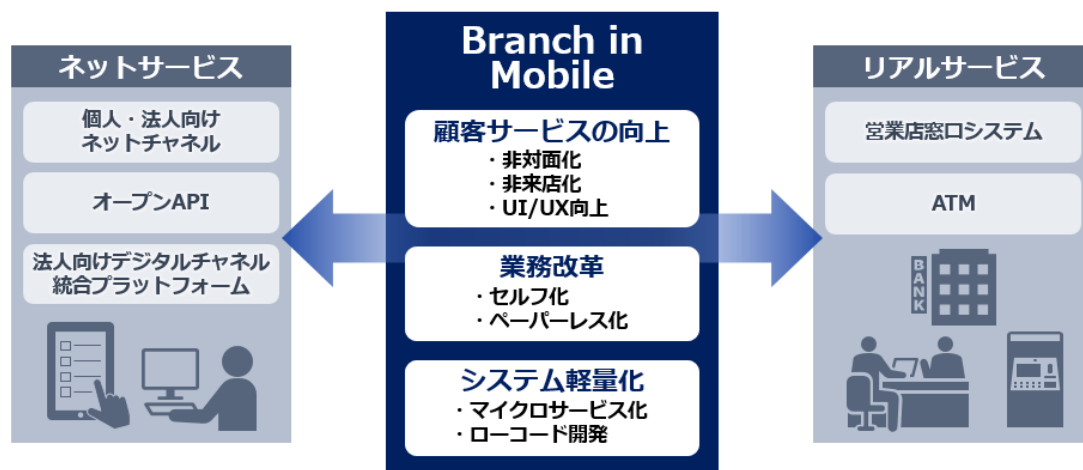 ネットサービス
個人・法人向け
ネットチャネル
オープンAPI
法人向けデジタルチャネル
統合プラットフォーム
Branch in
Mobile
顧客サービスの向上
・非対面化
・非来店化
・UI/UX向上
業務改革
・セルフ化
・ペーパーレス化
システム軽量化
・マイクロサービス化
・ローコード開発
リアルサービス
営業店窓口システム
ATM
BANK